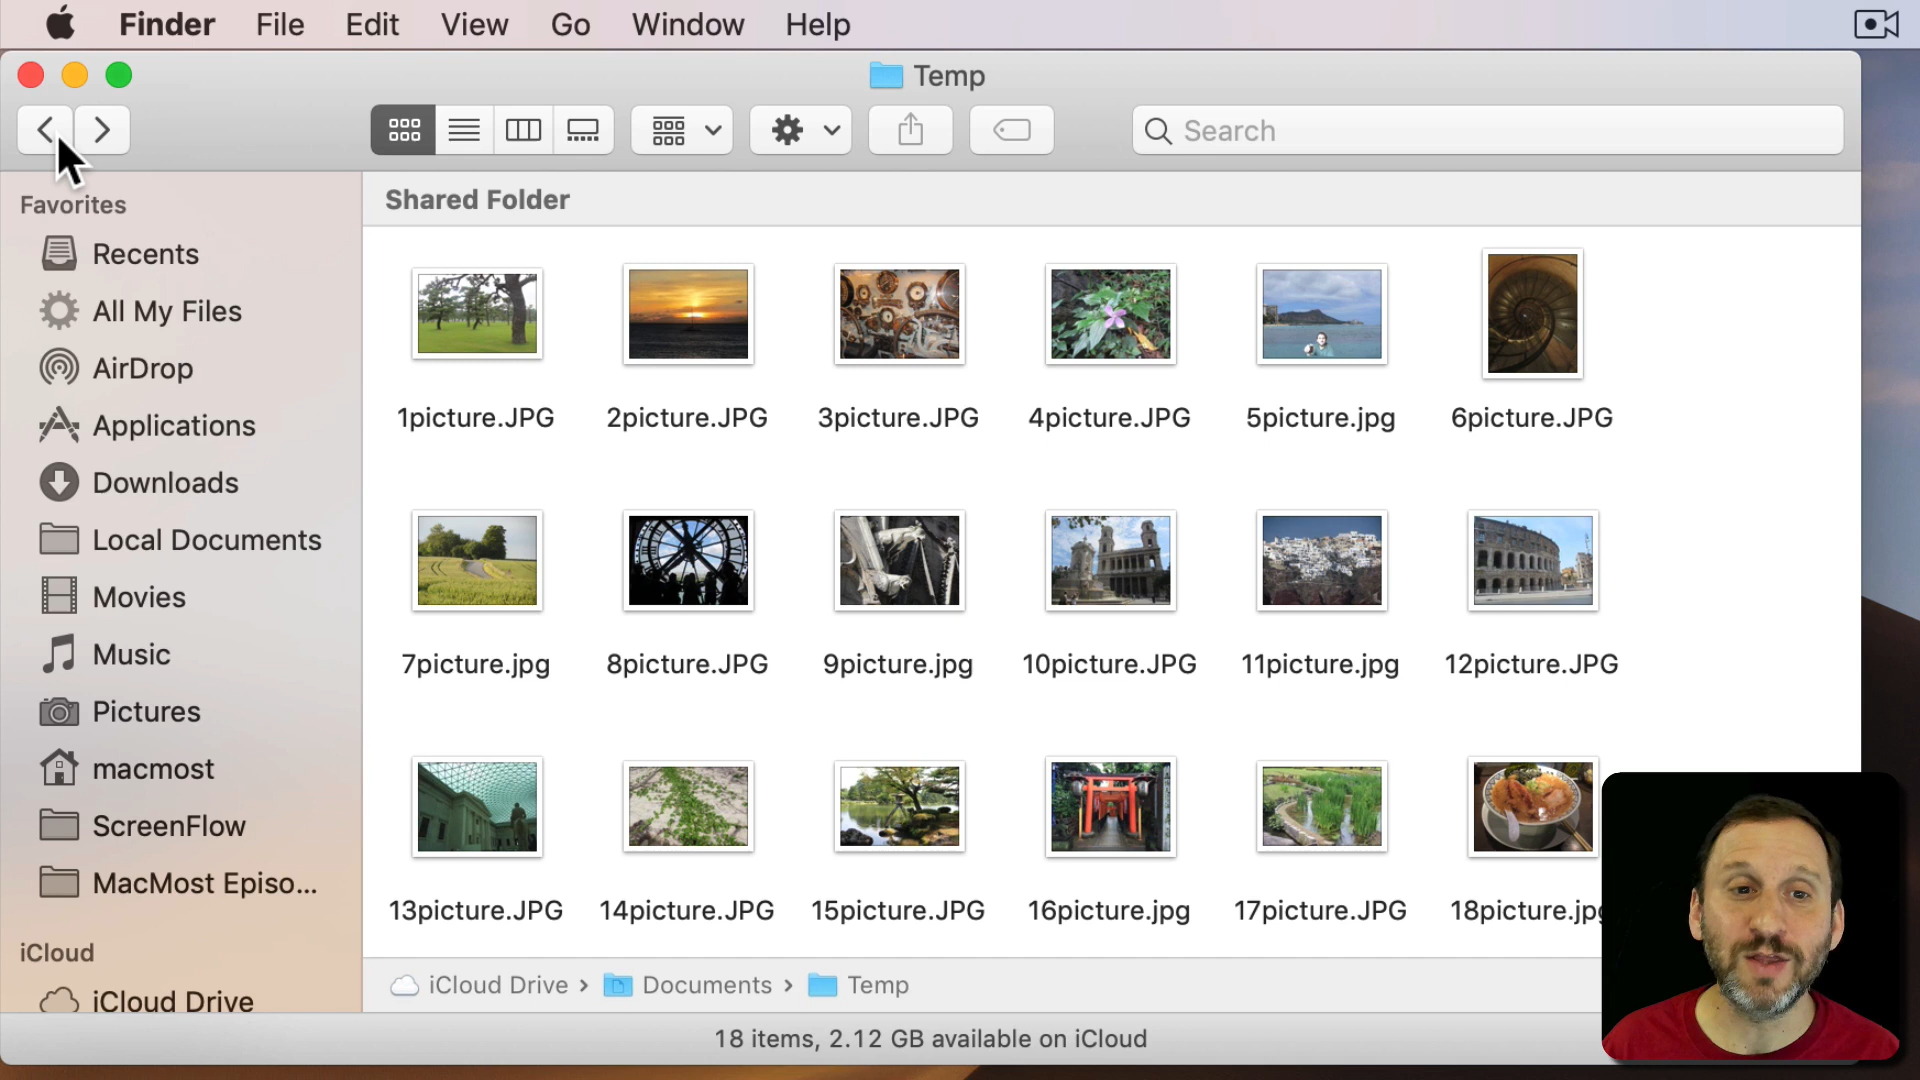 Finder File Edit View Go Window Help
Temp
Search
Favorites
Recents
All My Files
AirDrop
Applications
Downloads
Local Documents
Movies
Music
Pictures
macmost
ScreenFlow
MacMost Episo...
iCloud
iCloud Drive
Shared Folder
1picture.JPG 2picture.JPG 3picture.JPG 4picture.JPG 5picture.jpg 6picture.JPG
7picture.jpg 8picture.JPG 9picture.jpg 10picture.JPG 11picture.jpg 12picture.JPG
13picture.JPG 14picture.JPG 15picture.JPG 16picture.jpg 17picture.JPG 18picture.jpg
iCloud Drive › Documents › Temp
18 items, 2.12 GB available on iCloud